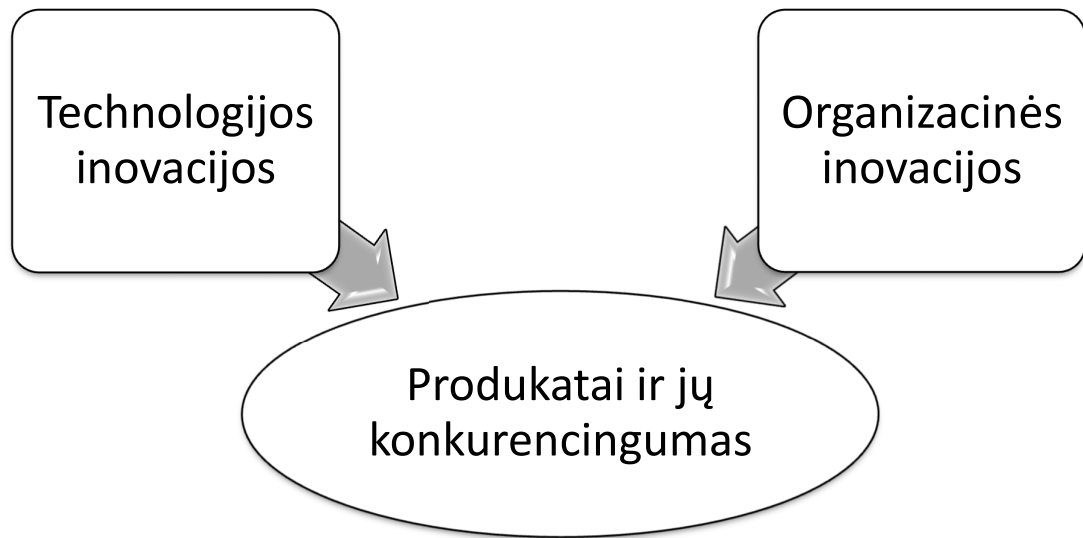 Technologijos
inovacijos
Organizacinės
inovacijos
Produkatai ir jų
konkurencingumas